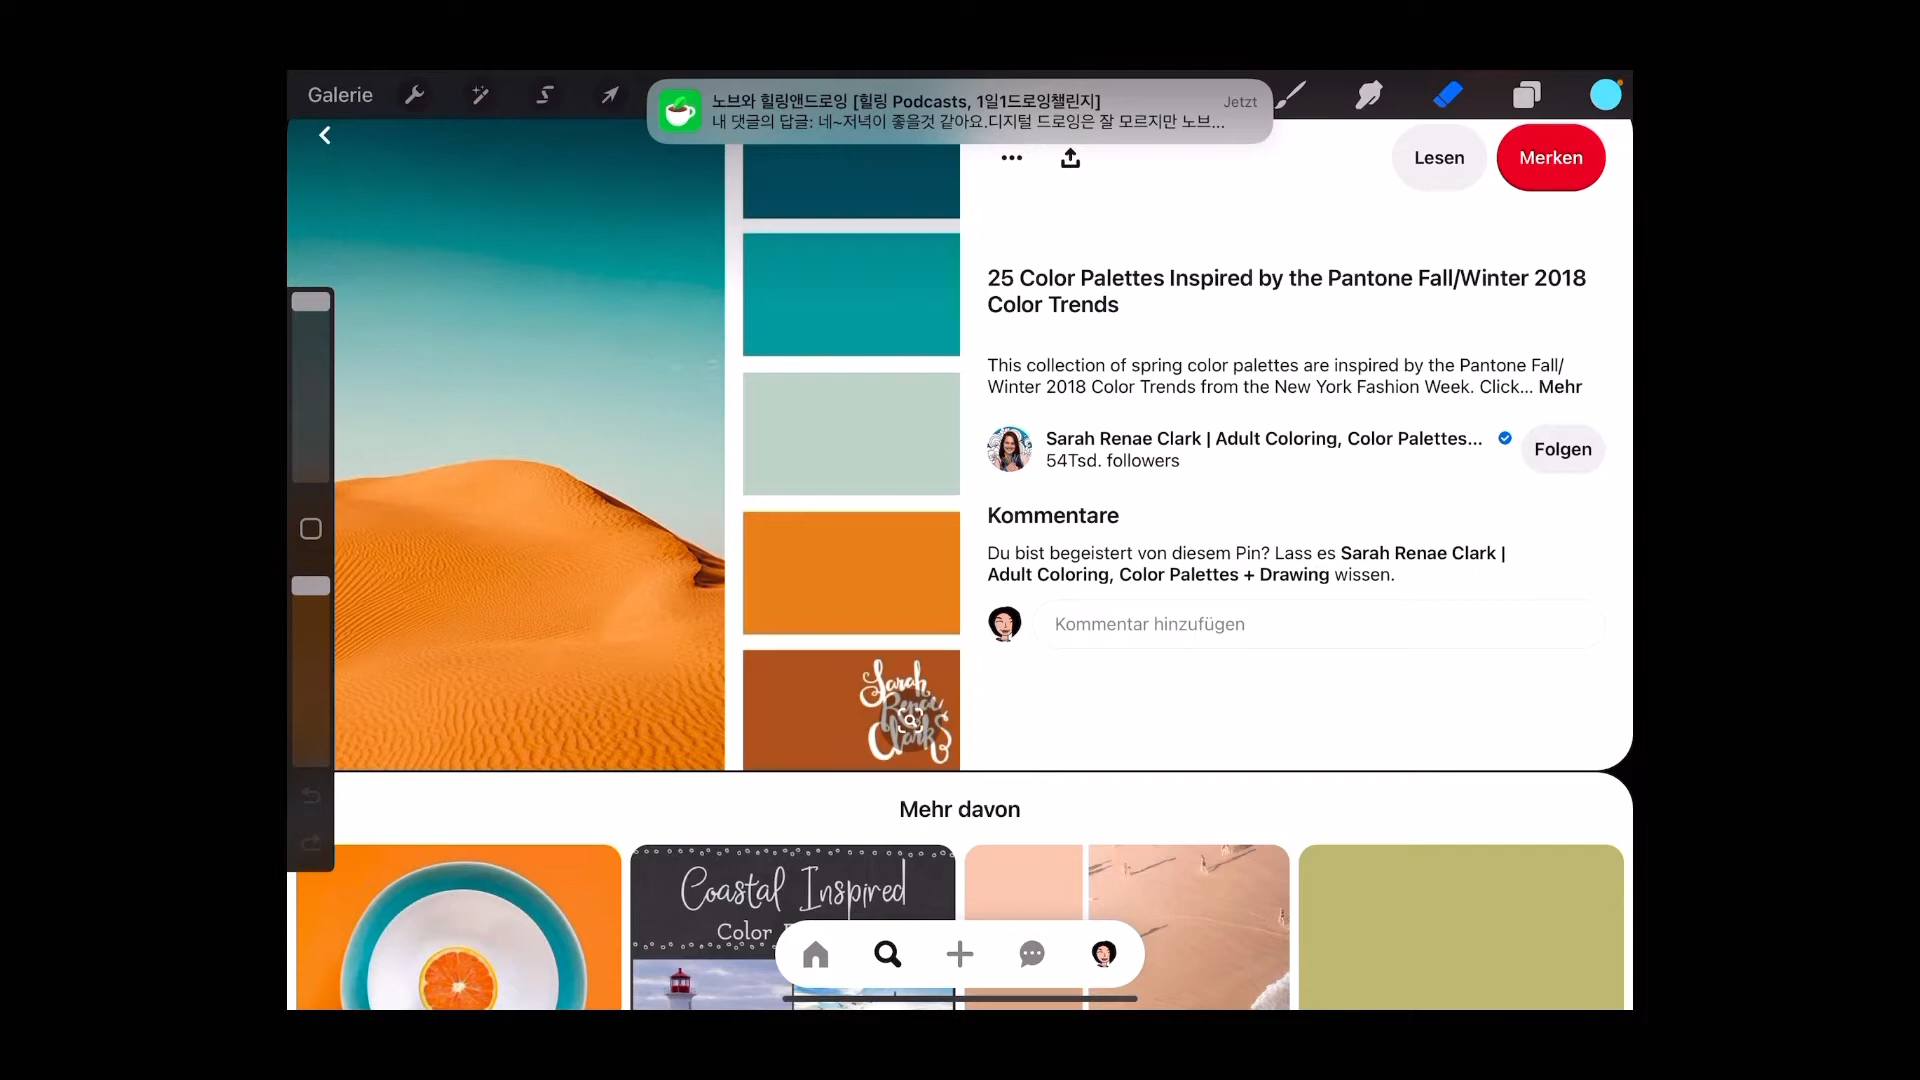 Galerie
노브와 힐링앤드로잉 [힐링 Podcasts, 1일1드로잉챌린지]
Jetzt
내 댓글의 답글: 네~저녁이 좋을것 같아요.디지털 드로잉은 잘 모르지만 노브...
Lesen
Merken
25 Color Palettes Inspired by the Pantone Fall/Winter 2018
Color Trends
This collection of spring color palettes are inspired by the Pantone Fall/
Winter 2018 Color Trends from the New York Fashion Week. Click... Mehr
Sarah Renae Clark | Adult Coloring, Color Palettes...
54Tsd. followers
Folgen
Kommentare
Du bist begeistert von diesem Pin? Lass es Sarah Renae Clark |
Adult Coloring, Color Palettes + Drawing wissen.
Kommentar hinzufügen
Sarah
Renae
Clark
Mehr davon
Coastal Inspired
Color